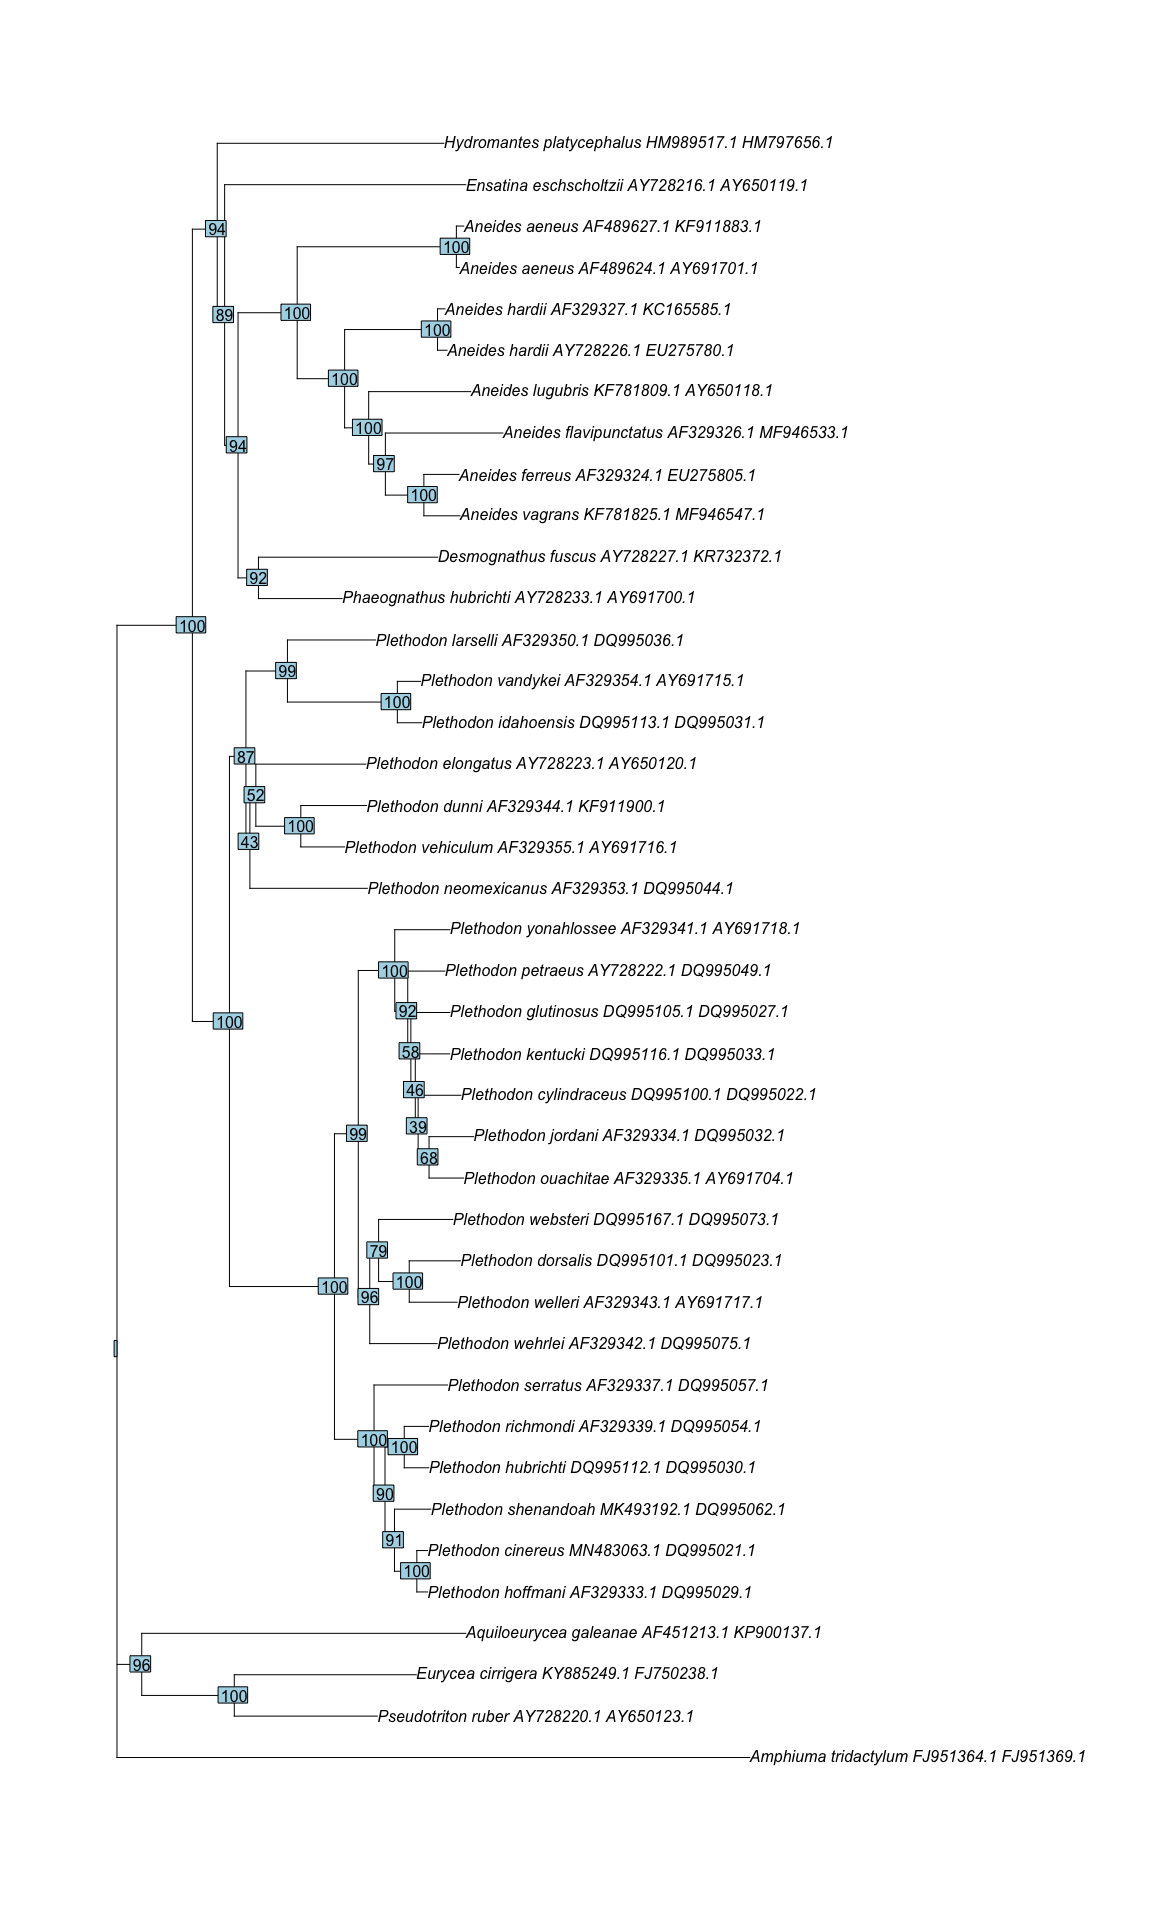 Hydromantes platycephalus HM989517.1 HM797656.1
Ensatina eschscholtzii AY728216.1 AY650119.1
Aneides aeneus AF489627.1 KF911883.1
94
100
Aneides aeneus AF489624.1 AY691701.1
Aneides hardii AF329327.1 KC165585.1
89
100
100
Aneides hardii AY728226.1 EU275780.1
100
Aneides lugubris KF781809.1 AY650118.1
100
Aneides flavipunctatus AF329326.1 MF946533.1
94
97
Aneides ferreus AF329324.1 EU275805.1
100
Aneides vagrans KF781825.1 MF946547.1
Desmognathus fuscus AY728227.1 KR732372.1
92
Phaeognathus hubrichti AY728233.1 AY691700.1
100
Plethodon larselli AF329350.1 DQ995036.1
99
Plethodon vandykei AF329354.1 AY691715.1
100
Plethodon idahoensis DQ995113.1 DQ995031.1
87
Plethodon elongatus AY728223.1 AY650120.1
52
Plethodon dunni AF329344.1 KF911900.1
100
43
Plethodon vehiculum AF329355.1 AY691716.1
Plethodon neomexicanus AF329353.1 DQ995044.1
Plethodon yonahlossee AF329341.1 AY691718.1
100
Plethodon petraeus AY728222.1 DQ995049.1
100
92
Plethodon glutinosus DQ995105.1 DQ995027.1
58
Plethodon kentucki DQ995116.1 DQ995033.1
46
Plethodon cylindraceus DQ995100.1 DQ995022.1
99
39
Plethodon jordani AF329334.1 DQ995032.1
68
Plethodon ouachitae AF329335.1 AY691704.1
Plethodon websteri DQ995167.1 DQ995073.1
79
Plethodon dorsalis DQ995101.1 DQ995023.1
100
100
96
Plethodon welleri AF329343.1 AY691717.1
Plethodon wehrlei AF329342.1 DQ995075.1
Plethodon serratus AF329337.1 DQ995057.1
Plethodon richmondi AF329339.1 DQ995054.1
100
100
Plethodon hubrichti DQ995112.1 DQ995030.1
90
Plethodon shenandoah MK493192.1 DQ995062.1
91
Plethodon cinereus MN483063.1 DQ995021.1
100
Plethodon hoffmani AF329333.1 DQ995029.1
Aquiloeurycea galeanae AF451213.1 KP900137.1
96
Eurycea cirrigera KY885249.1 FJ750238.1
100
Pseudotriton ruber AY728220.1 AY650123.1
Amphiuma tridactylum FJ951364.1 FJ951369.1